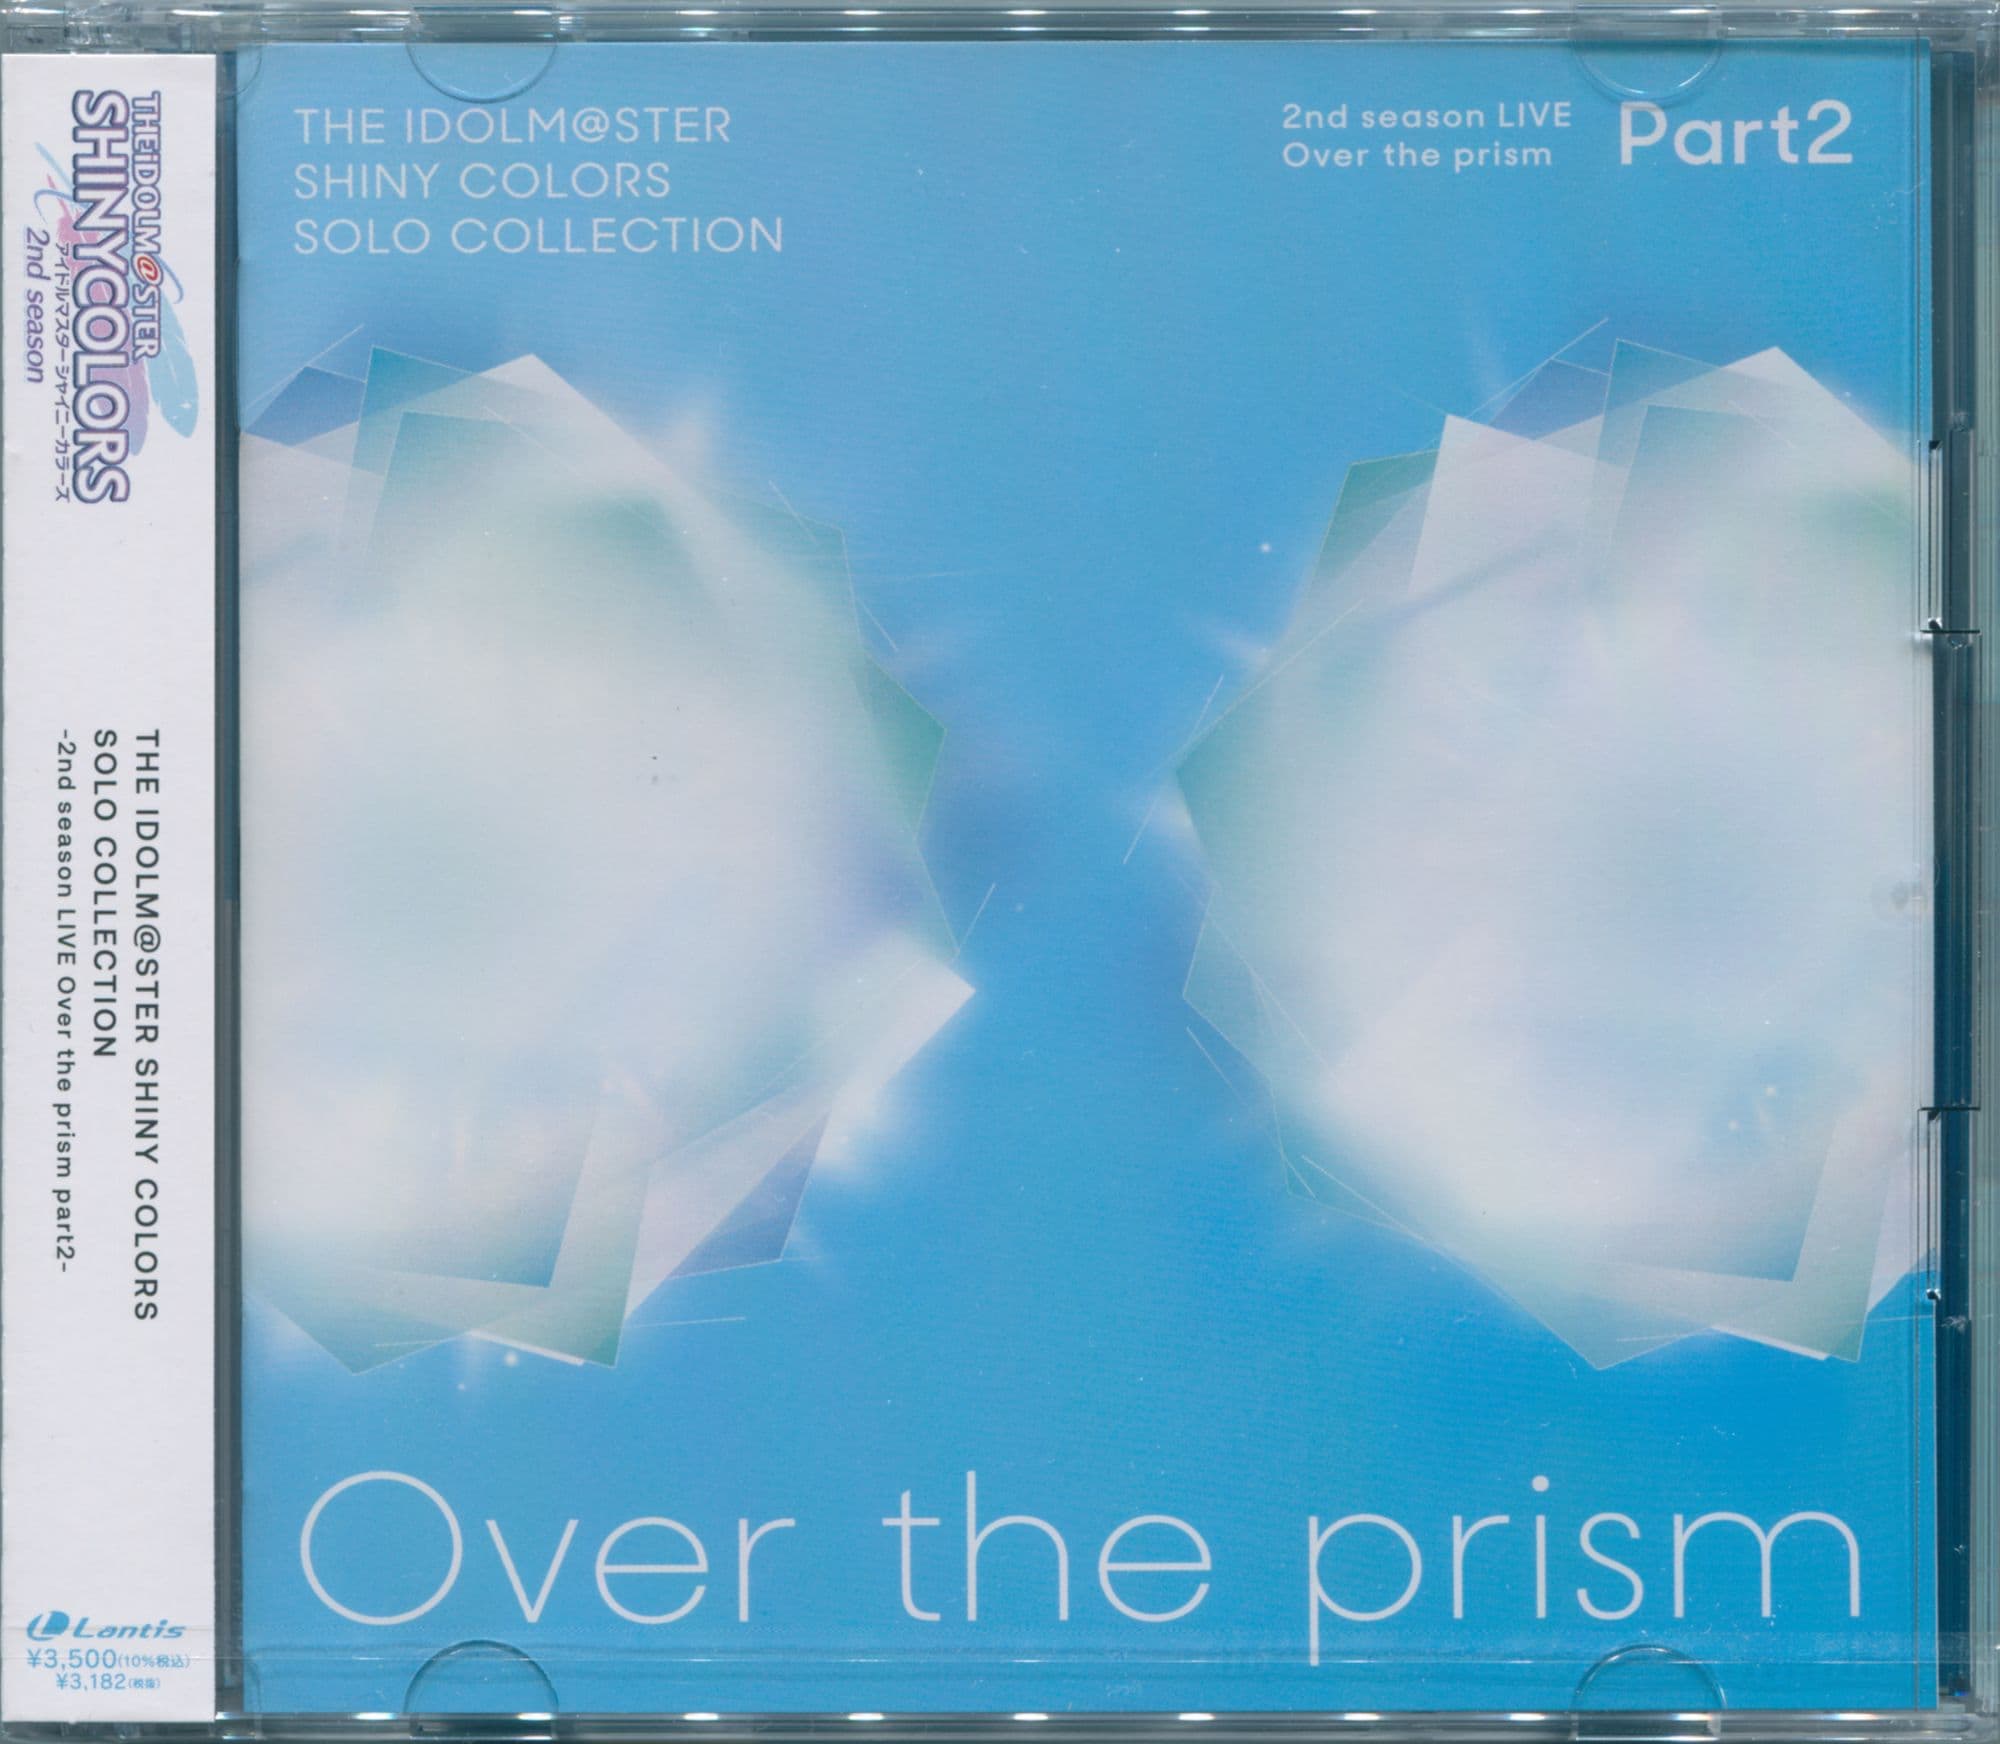 THE IDOLM@STER
SHINYCOLORS
アイドルマスターシャイニーカラーズ
2nd season
THE IDOLM@STER SHINY COLORS
SOLO COLLECTION
-2nd season LIVE Over the prism part2-
Lantis
¥3,500(10%税込)
¥3,182(税抜)
THE IDOLM@STER
SHINY COLORS
SOLO COLLECTION
2nd season LIVE
Over the prism
Part2
Over the prism